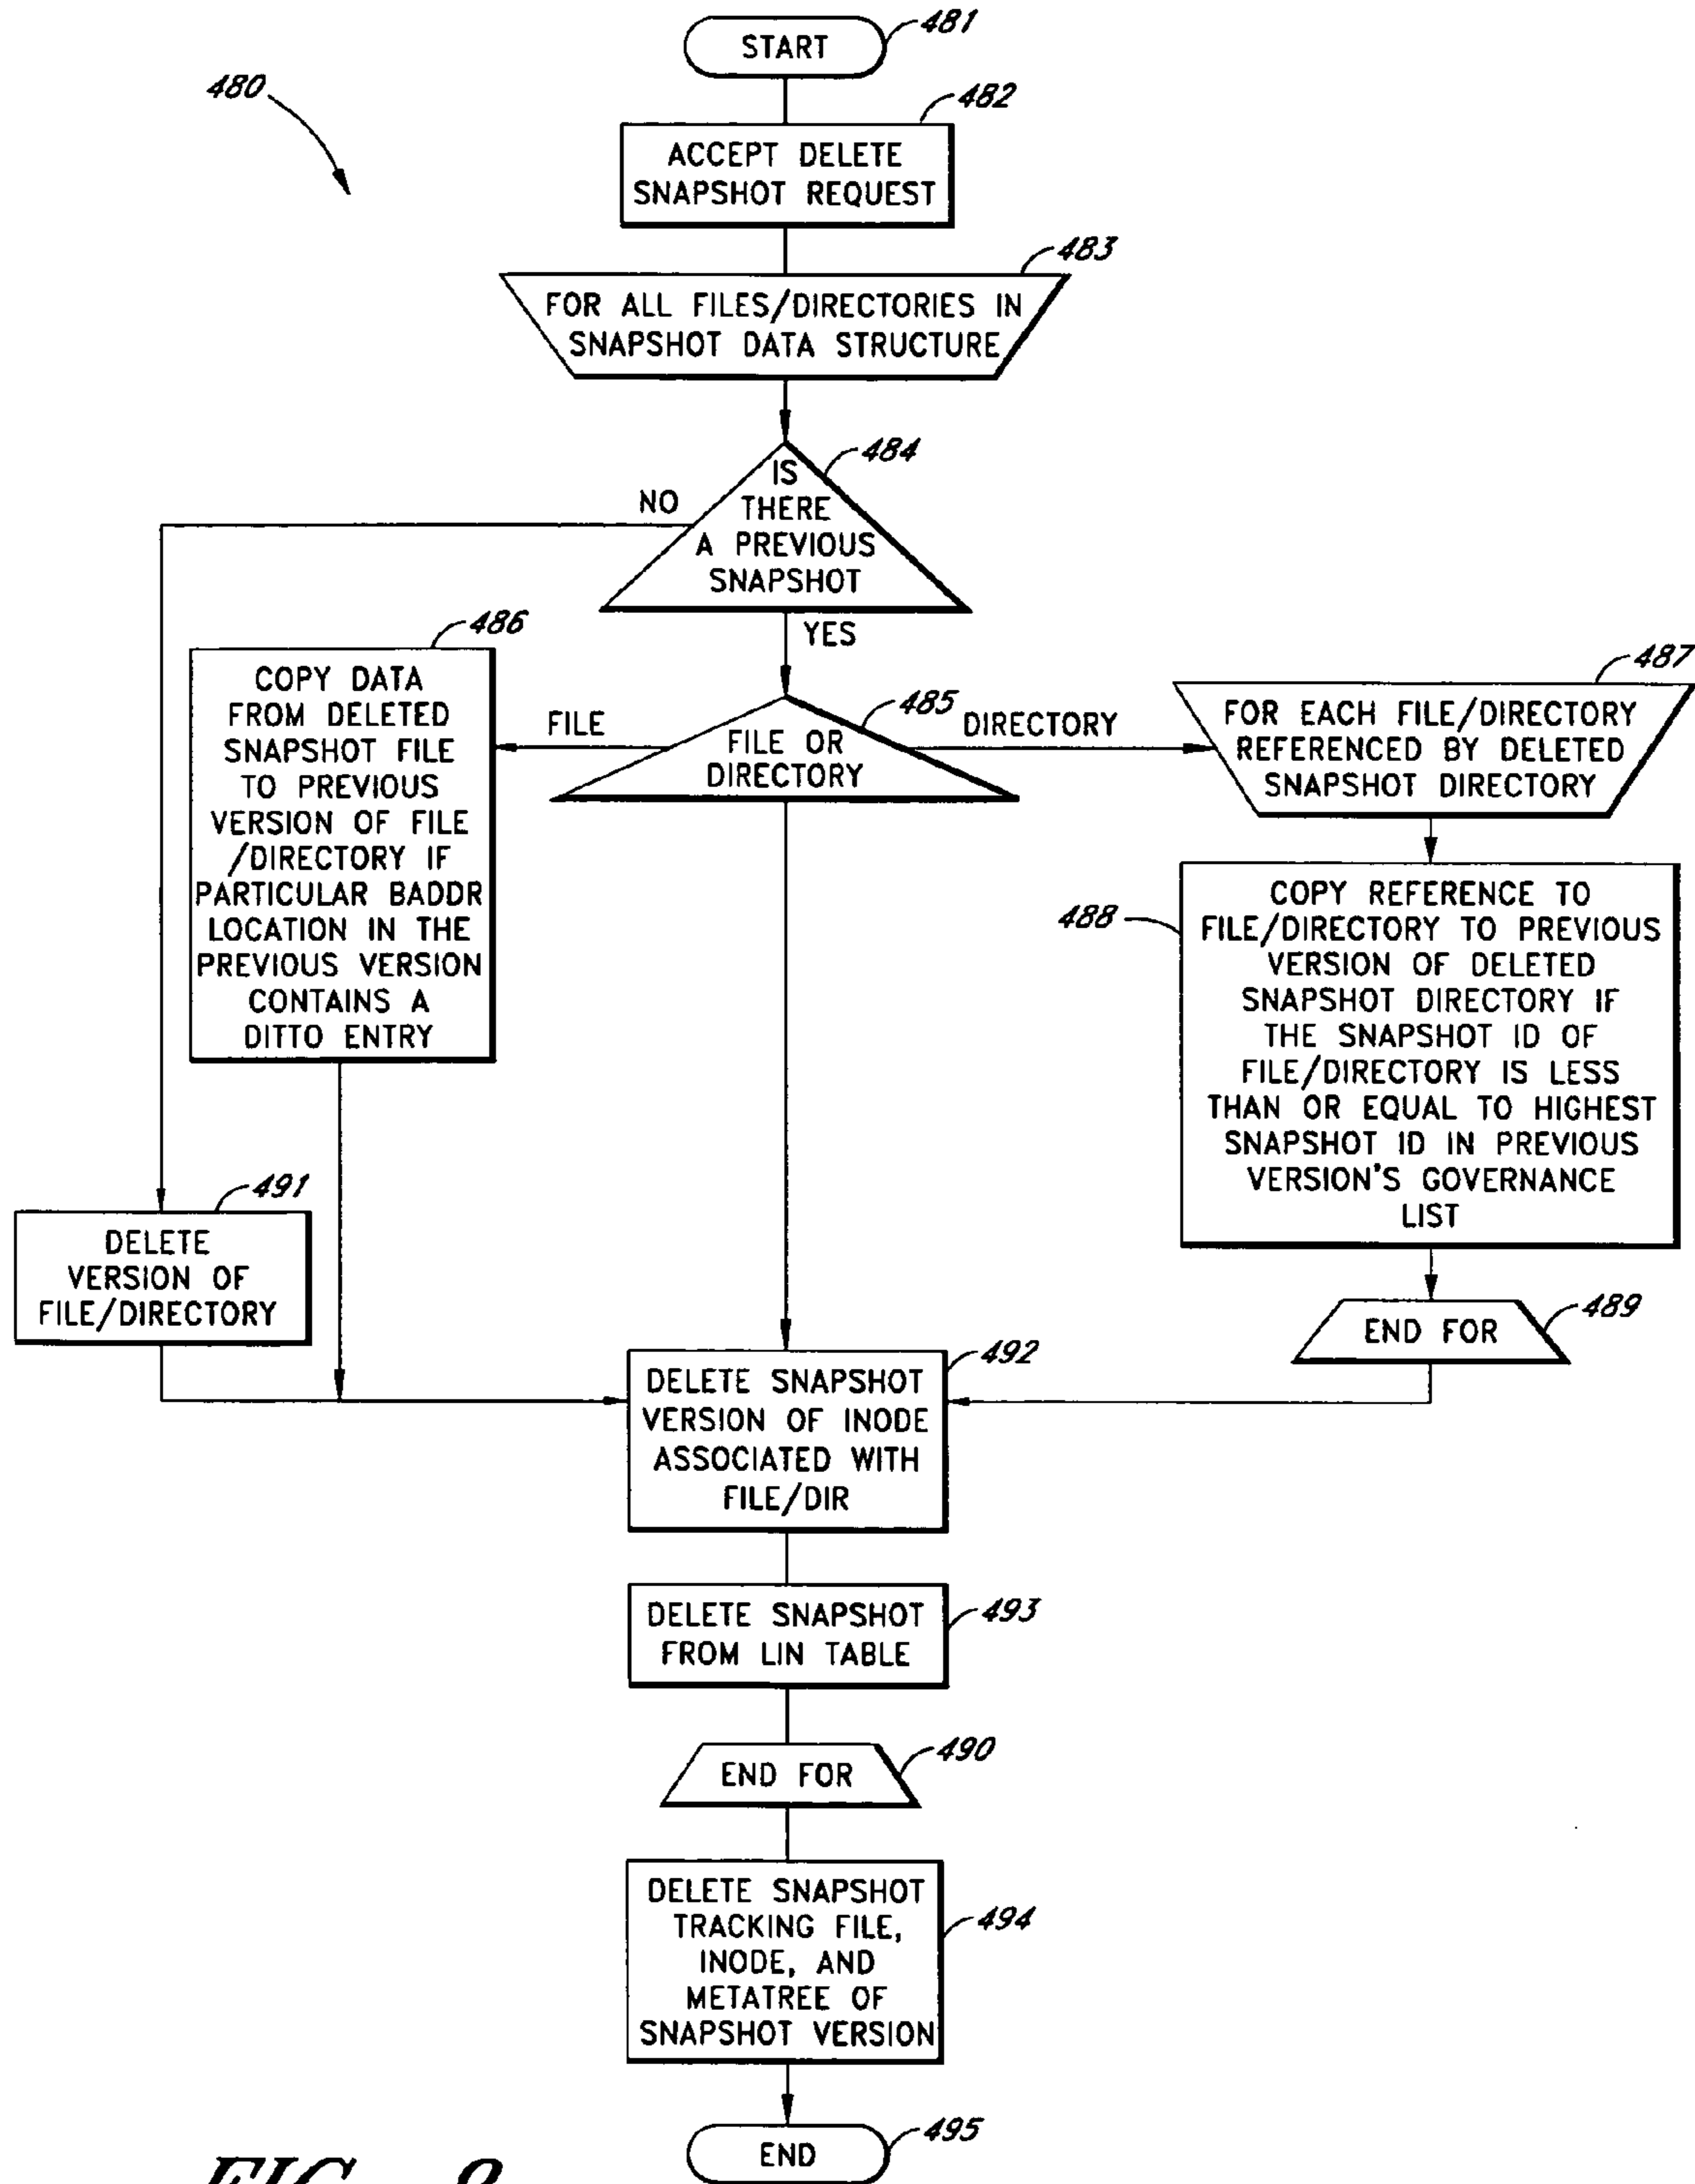 START
481
480
482
ACCEPT DELETE
SNAPSHOT REQUEST
483
FOR ALL FILES/DIRECTORIES IN
SNAPSHOT DATA STRUCTURE
484
IS
THERE
A PREVIOUS
SNAPSHOT
NO
YES
486
COPY DATA
FROM DELETED
SNAPSHOT FILE
TO PREVIOUS
VERSION OF FILE
/DIRECTORY IF
PARTICULAR BADDR
LOCATION IN THE
PREVIOUS VERSION
CONTAINS A
DITTO ENTRY
FILE
485
FILE OR
DIRECTORY
DIRECTORY
487
FOR EACH FILE/DIRECTORY
REFERENCED BY DELETED
SNAPSHOT DIRECTORY
488
COPY REFERENCE TO
FILE/DIRECTORY TO PREVIOUS
VERSION OF DELETED
SNAPSHOT DIRECTORY IF
THE SNAPSHOT ID OF
FILE/DIRECTORY IS LESS
THAN OR EQUAL TO HIGHEST
SNAPSHOT ID IN PREVIOUS
VERSION'S GOVERNANCE
LIST
491
DELETE
VERSION OF
FILE/DIRECTORY
489
END FOR
492
DELETE SNAPSHOT
VERSION OF INODE
ASSOCIATED WITH
FILE/DIR
493
DELETE SNAPSHOT
FROM LIN TABLE
490
END FOR
DELETE SNAPSHOT
TRACKING FILE,
INODE, AND
METATREE OF
SNAPSHOT VERSION
494
END
495